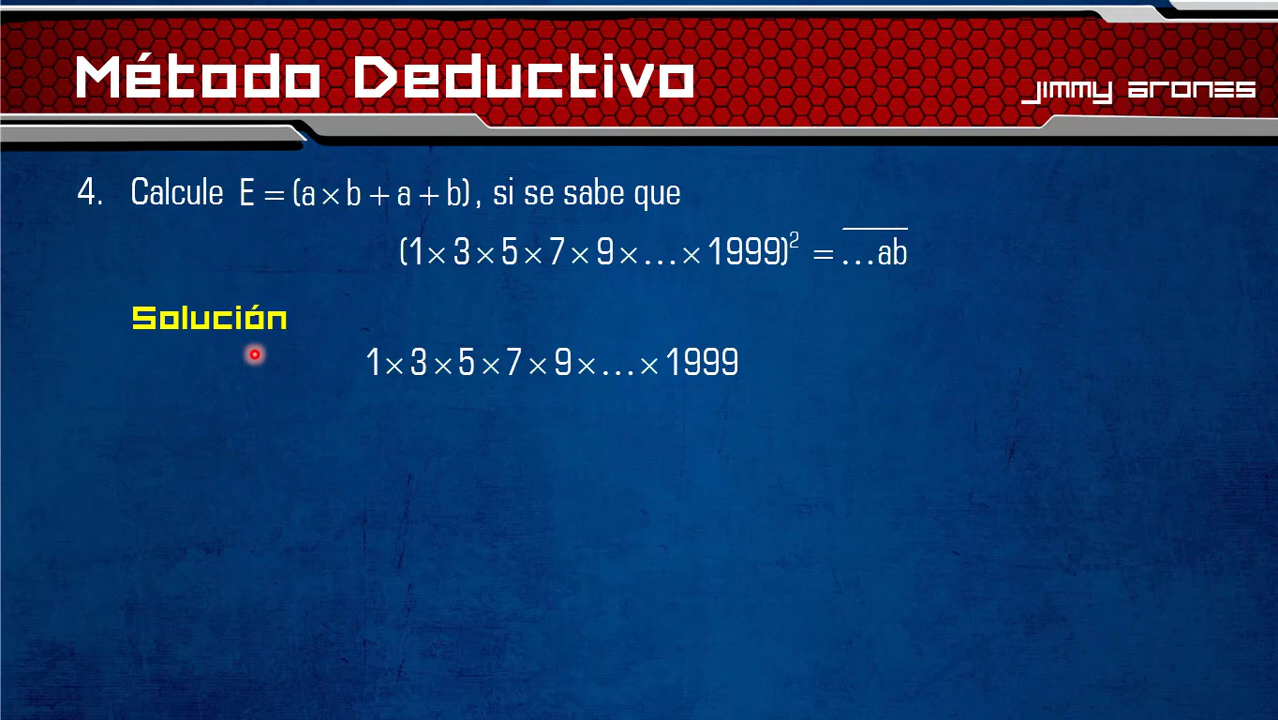 Método Deductivo
Jimmy Arones
4. Calcule E = (a × b + a + b), si se sabe que
(1 × 3 × 5 × 7 × 9 × … × 1999)² = \overline{…ab}
Solución
1 × 3 × 5 × 7 × 9 × … × 1999